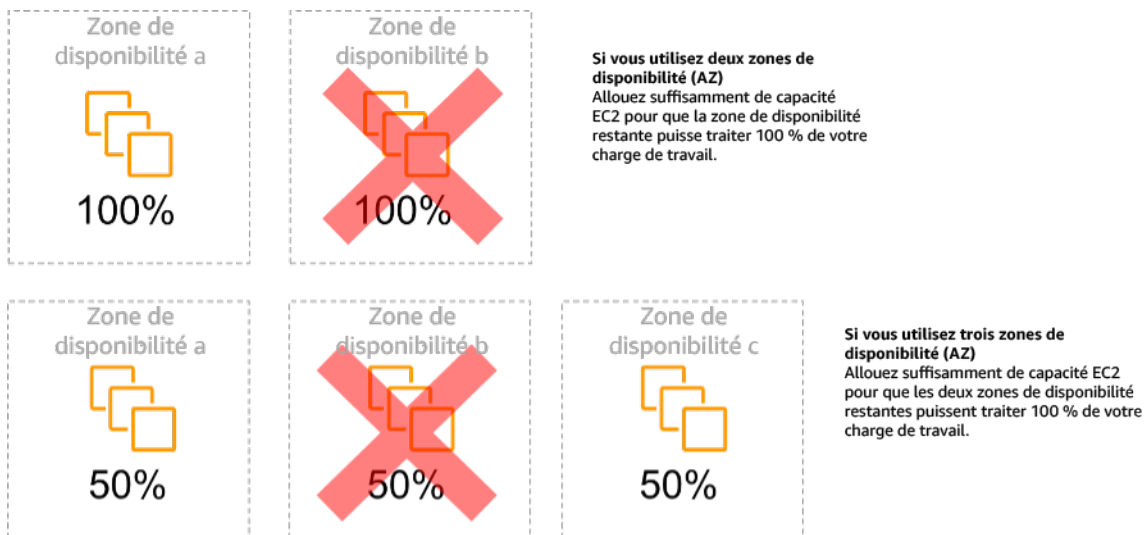 Zone de
disponibilité a
100%
Zone de
disponibilité b
100%
Si vous utilisez deux zones de
disponibilité (AZ)
Allouez suffisamment de capacité
EC2 pour que la zone de disponibilité
restante puisse traiter 100 % de votre
charge de travail.
Zone de
disponibilité a
50%
Zone de
disponibilité b
50%
Zone de
disponibilité c
50%
Si vous utilisez trois zones de
disponibilité (AZ)
Allouez suffisamment de capacité EC2
pour que les deux zones de disponibilité
restantes puissent traiter 100 % de votre
charge de travail.